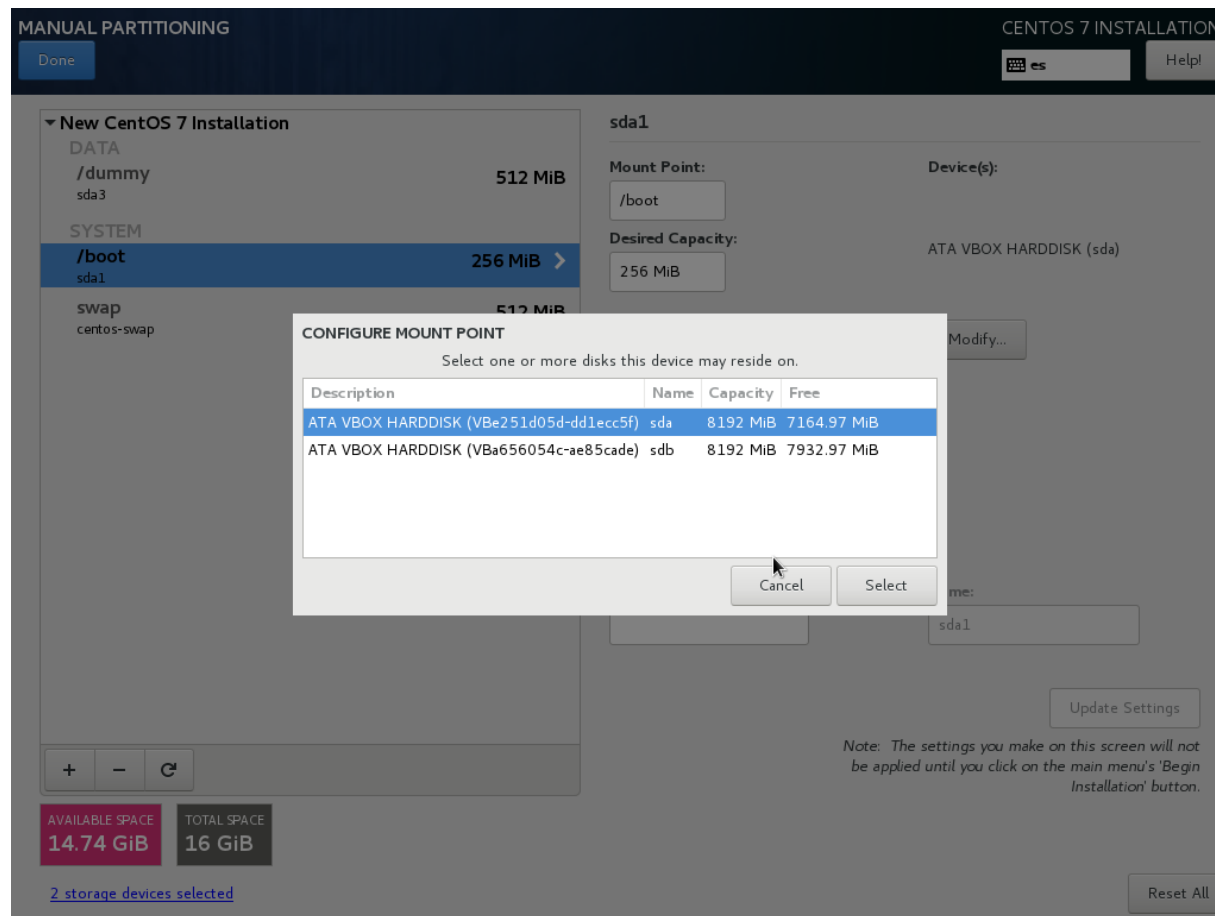 MANUAL PARTITIONING
CENTOS 7 INSTALLATION
Done
es
Help!
New CentOS 7 Installation
DATA
/dummy
512 MiB
sda3
SYSTEM
/boot
256 MiB
sda1
swap
512 MiB
centos-swap
sda1
Mount Point:
Device(s):
/boot
Desired Capacity:
ATA VBOX HARDDISK (sda)
256 MiB
Modify...
CONFIGURE MOUNT POINT
Select one or more disks this device may reside on.
Description Name Capacity Free
ATA VBOX HARDDISK (VBe251d05d-dd1ecc5f) sda 8192 MiB 7164.97 MiB
ATA VBOX HARDDISK (VBa656054c-ae85cade) sdb 8192 MiB 7932.97 MiB
Cancel
Select
me:
sda1
Update Settings
Note: The settings you make on this screen will not
be applied until you click on the main menu's 'Begin
Installation' button.
+ −
AVAILABLE SPACE
14.74 GiB
TOTAL SPACE
16 GiB
2 storage devices selected
Reset All